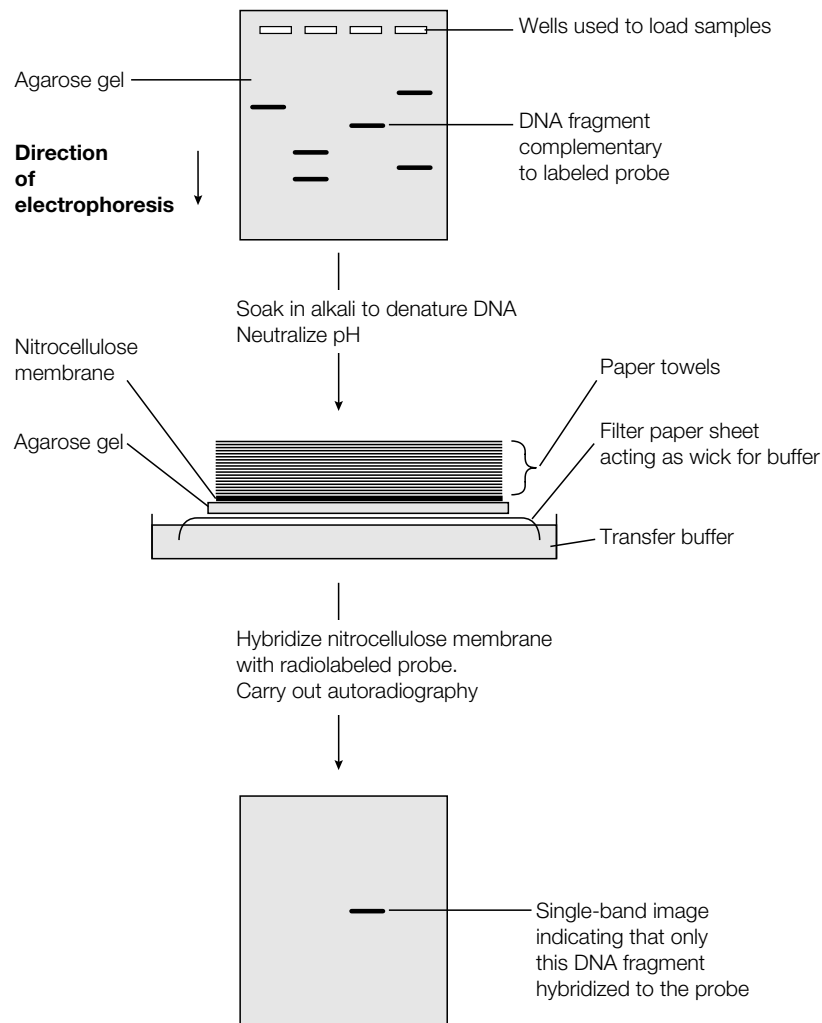 Wells used to load samples
Agarose gel
DNA fragment
complementary
to labeled probe
Direction
of
electrophoresis
Soak in alkali to denature DNA
Neutralize pH
Nitrocellulose
membrane
Paper towels
Agarose gel
Filter paper sheet
acting as wick for buffer
Transfer buffer
Hybridize nitrocellulose membrane
with radiolabeled probe.
Carry out autoradiography
Single-band image
indicating that only
this DNA fragment
hybridized to the probe